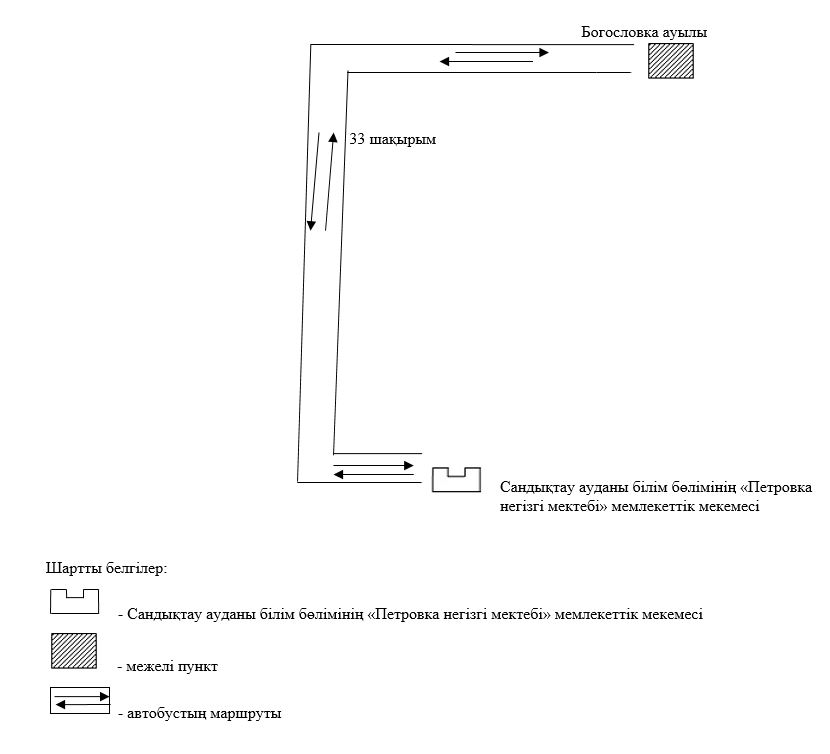 Богословка ауылы
33 шақырым
Сандықтау ауданы білім бөлімінің «Петровка
негізгі мектебі» мемлекеттік мекемесі
Шартты белгілер:
- Сандықтау ауданы білім бөлімінің «Петровка негізгі мектебі» мемлекеттік мекемесі
- межелі пункт
- автобустың маршруты